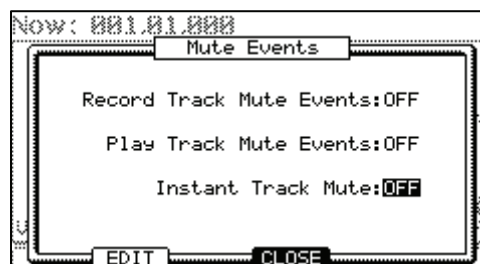 Now: 001.01.000
Mute Events
Record Track Mute Events:OFF
Play Track Mute Events:OFF
Instant Track Mute:OFF
EDIT CLOSE